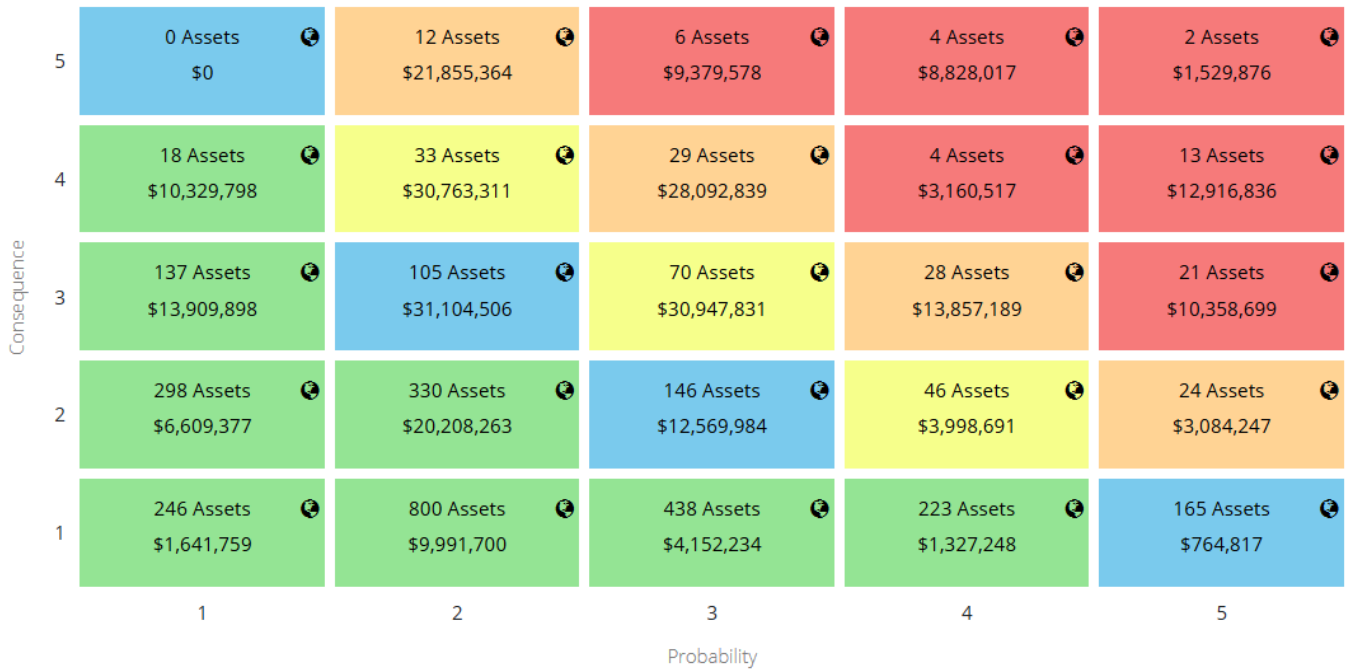 5
0 Assets
$0
12 Assets
$21,855,364
6 Assets
$9,379,578
4 Assets
$8,828,017
2 Assets
$1,529,876
4
18 Assets
$10,329,798
33 Assets
$30,763,311
29 Assets
$28,092,839
4 Assets
$3,160,517
13 Assets
$12,916,836
Consequence
3
137 Assets
$13,909,898
105 Assets
$31,104,506
70 Assets
$30,947,831
28 Assets
$13,857,189
21 Assets
$10,358,699
2
298 Assets
$6,609,377
330 Assets
$20,208,263
146 Assets
$12,569,984
46 Assets
$3,998,691
24 Assets
$3,084,247
1
246 Assets
$1,641,759
800 Assets
$9,991,700
438 Assets
$4,152,234
223 Assets
$1,327,248
165 Assets
$764,817
1
2
3
4
5
Probability